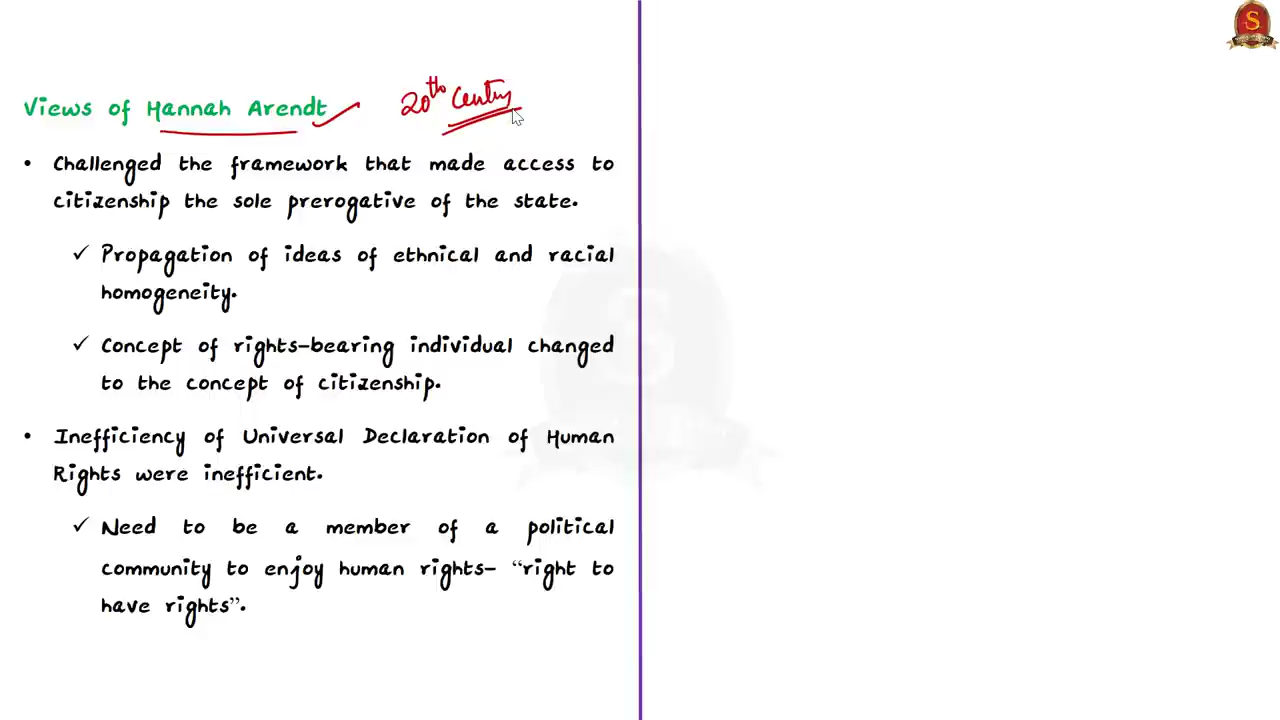 S
Views of Hannah Arendt 20th Century
• Challenged the framework that made access to
citizenship the sole prerogative of the state.
✓ Propagation of ideas of ethnical and racial
homogeneity.
✓ Concept of rights-bearing individual changed
to the concept of citizenship.
• Inefficiency of Universal Declaration of Human
Rights were inefficient.
✓ Need to be a member of a political
community to enjoy human rights- “right to
have rights”.